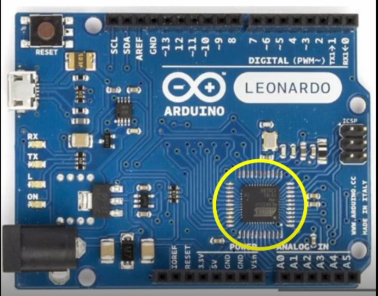 RESET
SCL
SDA
AREF
GND
~13
12
~11
~10
~9
8
7
~6
~5
4
~3
2
TX→1
RX←0
DIGITAL (PWM~)
ARDUINO
LEONARDO
ICSP
RX
TX
L
ON
WWW.ARDUINO.CC
MADE IN ITALY
POWER
ANALOG IN
IOREF
RESET
3.3V
5V
GND
GND
Vin
A0
A1
A2
A3
A4
A5